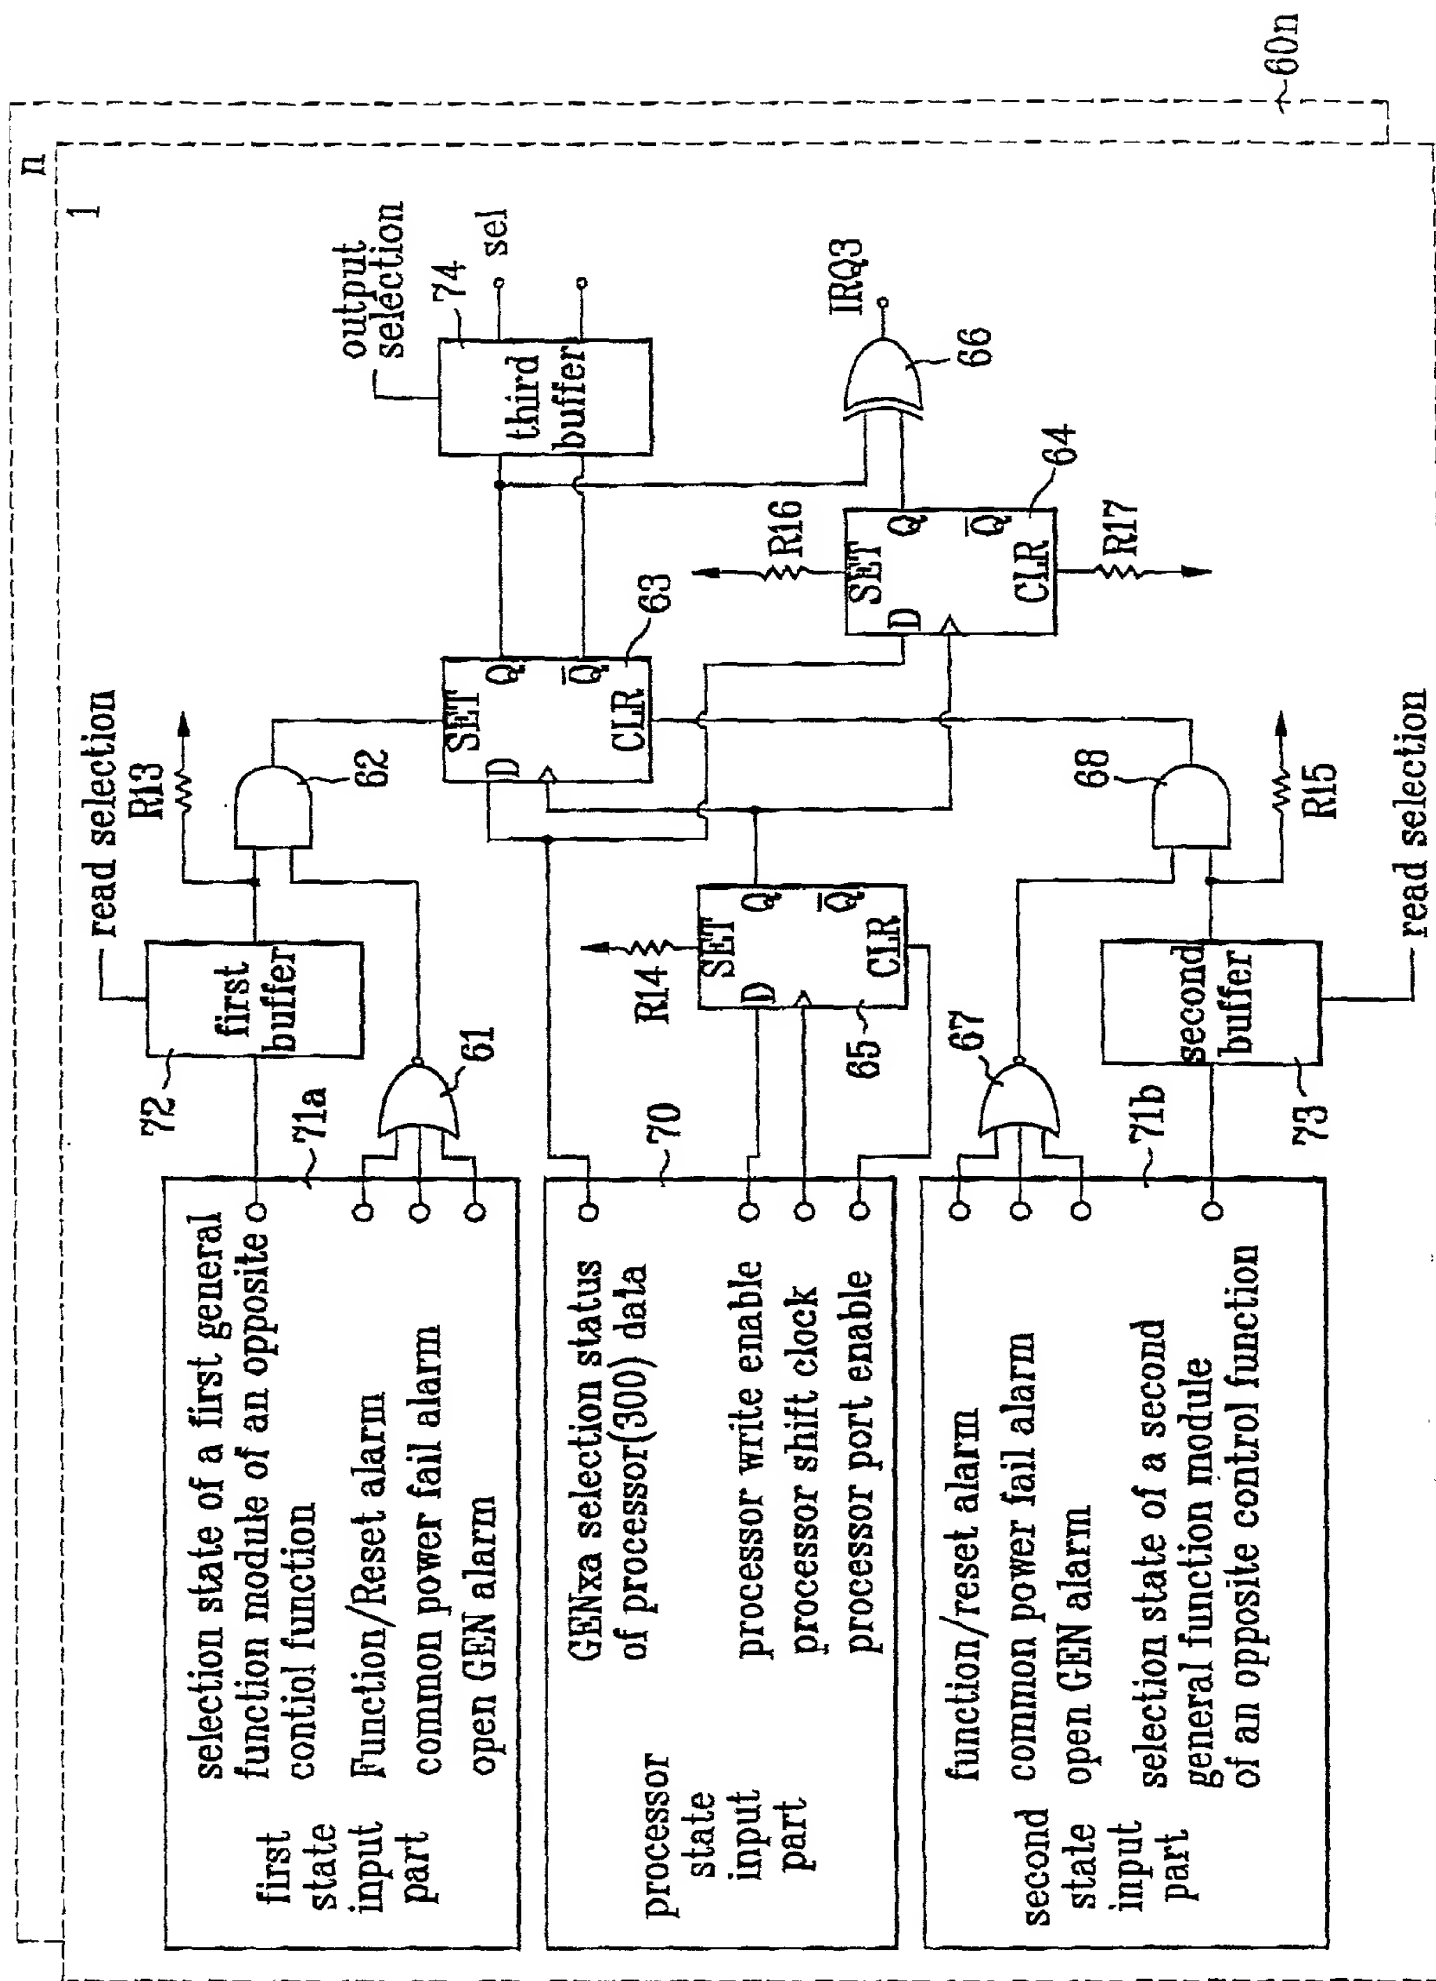 60n
n
1
read selection
R13
72
first
buffer
62
61
71a
selection state of a first general
function module of an opposite
contiol function
Function/Reset alarm
common power fail alarm
open GEN alarm
first
state
input
part
output
selection
74
third
buffer
sel
SET
D
Q
Q
CLR
63
IRQ3
66
R16
SET
D
Q
Q
CLR
64
R17
R14
SET
D
Q
Q
CLR
65
70
GENxa selection status
of processor(300) data
processor write enable
processor shift clock
processor port enable
processor
state
input
part
68
67
R15
second
buffer
73
read selection
71b
function/reset alarm
common power fail alarm
open GEN alarm
selection state of a second
general function module
of an opposite control function
second
state
input
part